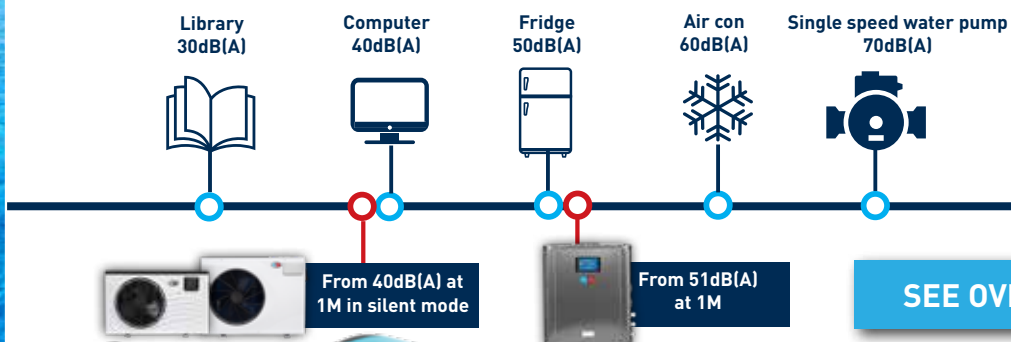 Library
30dB(A)
Computer
40dB(A)
Fridge
50dB(A)
Air con
60dB(A)
Single speed water pump
70dB(A)
From 40dB(A) at
1M in silent mode
From 51dB(A)
at 1M
SEE OV